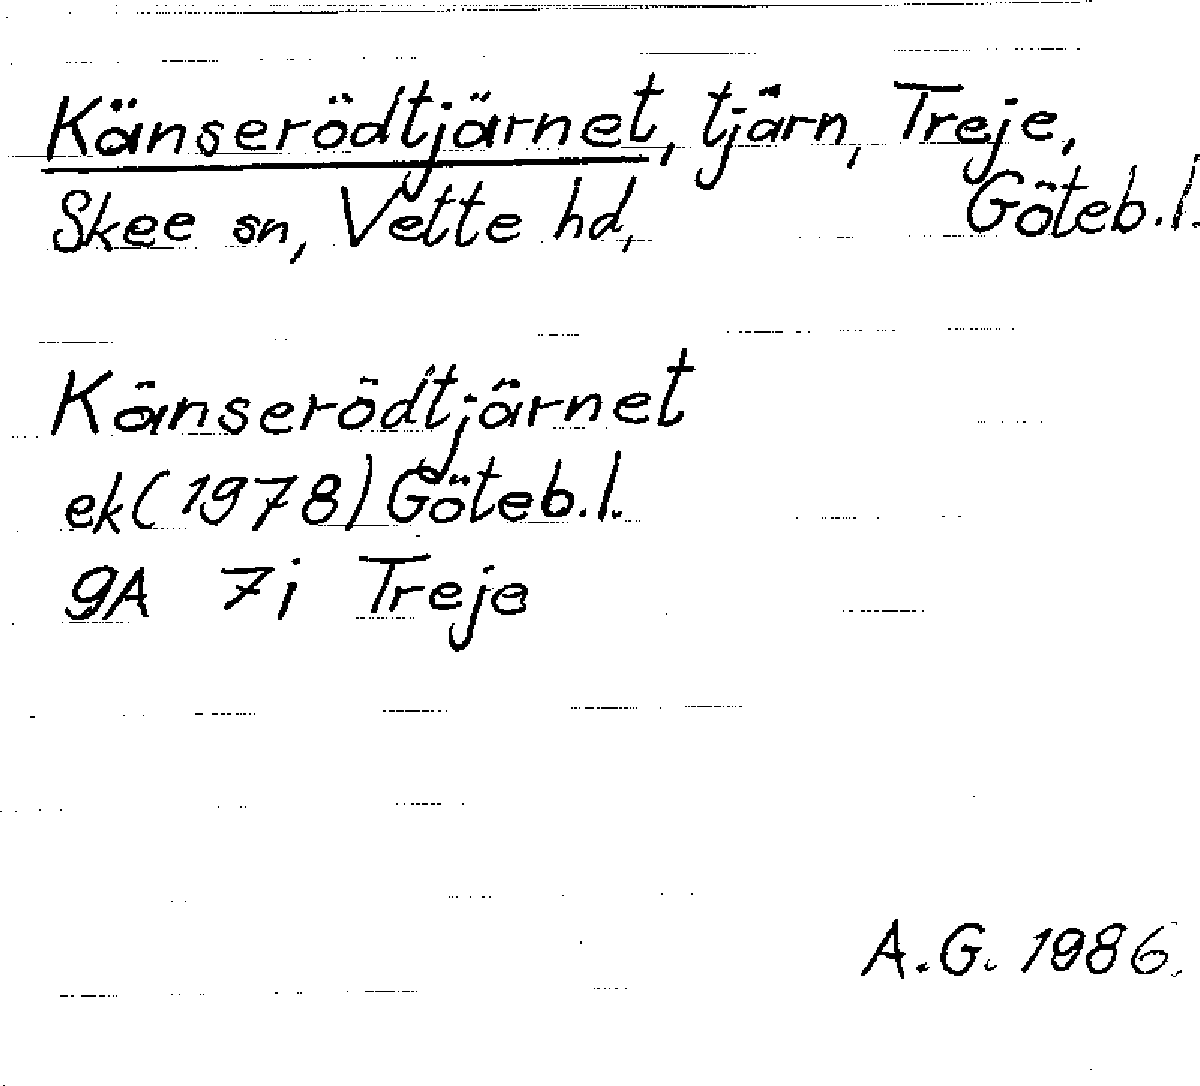 Känserödtjärnet, tjärn, Treje,
Skee sn, Vette hd, Göteb.l.
Känserödtjärnet
ek(1978) Göteb.l.
9A 7i Treje
A.G. 1986.